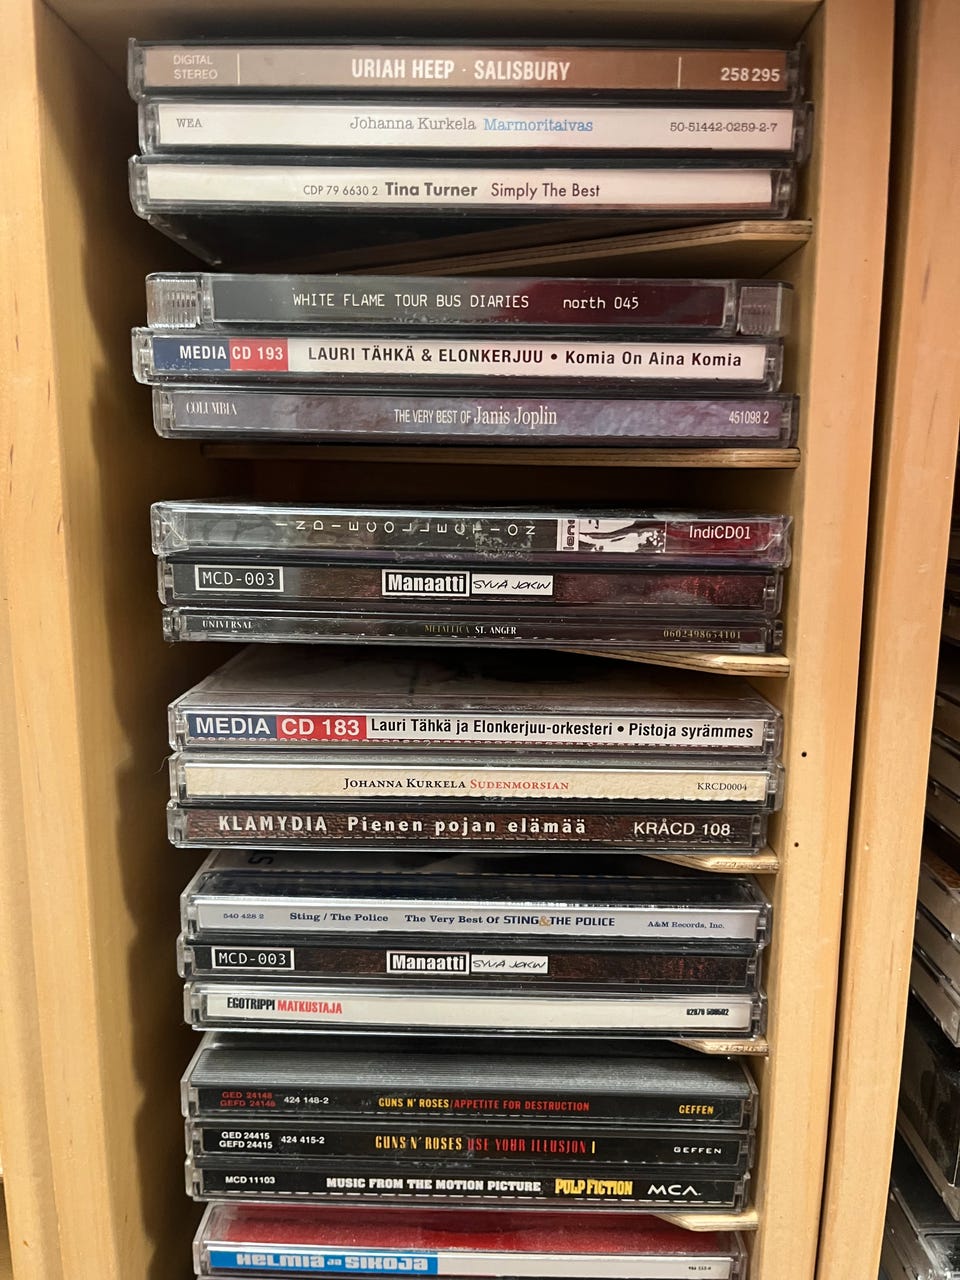 DIGITAL STEREO URIAH HEEP · SALISBURY 258 295
WEA Johanna Kurkela Marmoritaivas 50-51442-0259-2-7
CDP 79 6630 2 Tina Turner Simply The Best
WHITE FLAME TOUR BUS DIARIES north 045
MEDIA CD 193 LAURI TÄHKÄ & ELONKERJUU • Komia On Aina Komia
COLUMBIA THE VERY BEST OF Janis Joplin 451098 2
INDIECOLLECTION IndiCD01
MCD-003 Manaatti SYVÄ JOKIN
UNIVERSAL METALLICA ST. ANGER 0602498654101
MEDIA CD 183 Lauri Tähkä ja Elonkerjuu-orkesteri • Pistoja syrämmes
JOHANNA KURKELA SUDENMORSIAN KRCD0004
KLAMYDIA Pienen pojan elämää KRÅCD 108
540 428 2 Sting / The Police The Very Best Of STING & THE POLICE A&M Records, Inc.
MCD-003 Manaatti SYVÄ JOKIN
EGOTRIPPI MATKUSTAJA
GED 24148 GEFD 24148 424 148-2 GUNS N' ROSES/APPETITE FOR DESTRUCTION GEFFEN
GED 24415 GEFD 24415 424 415-2 GUNS N' ROSES USE YOUR ILLUSION I GEFFEN
MCD 11103 MUSIC FROM THE MOTION PICTURE PULP FICTION MCA.
HELMIÄ JA SIKOJA